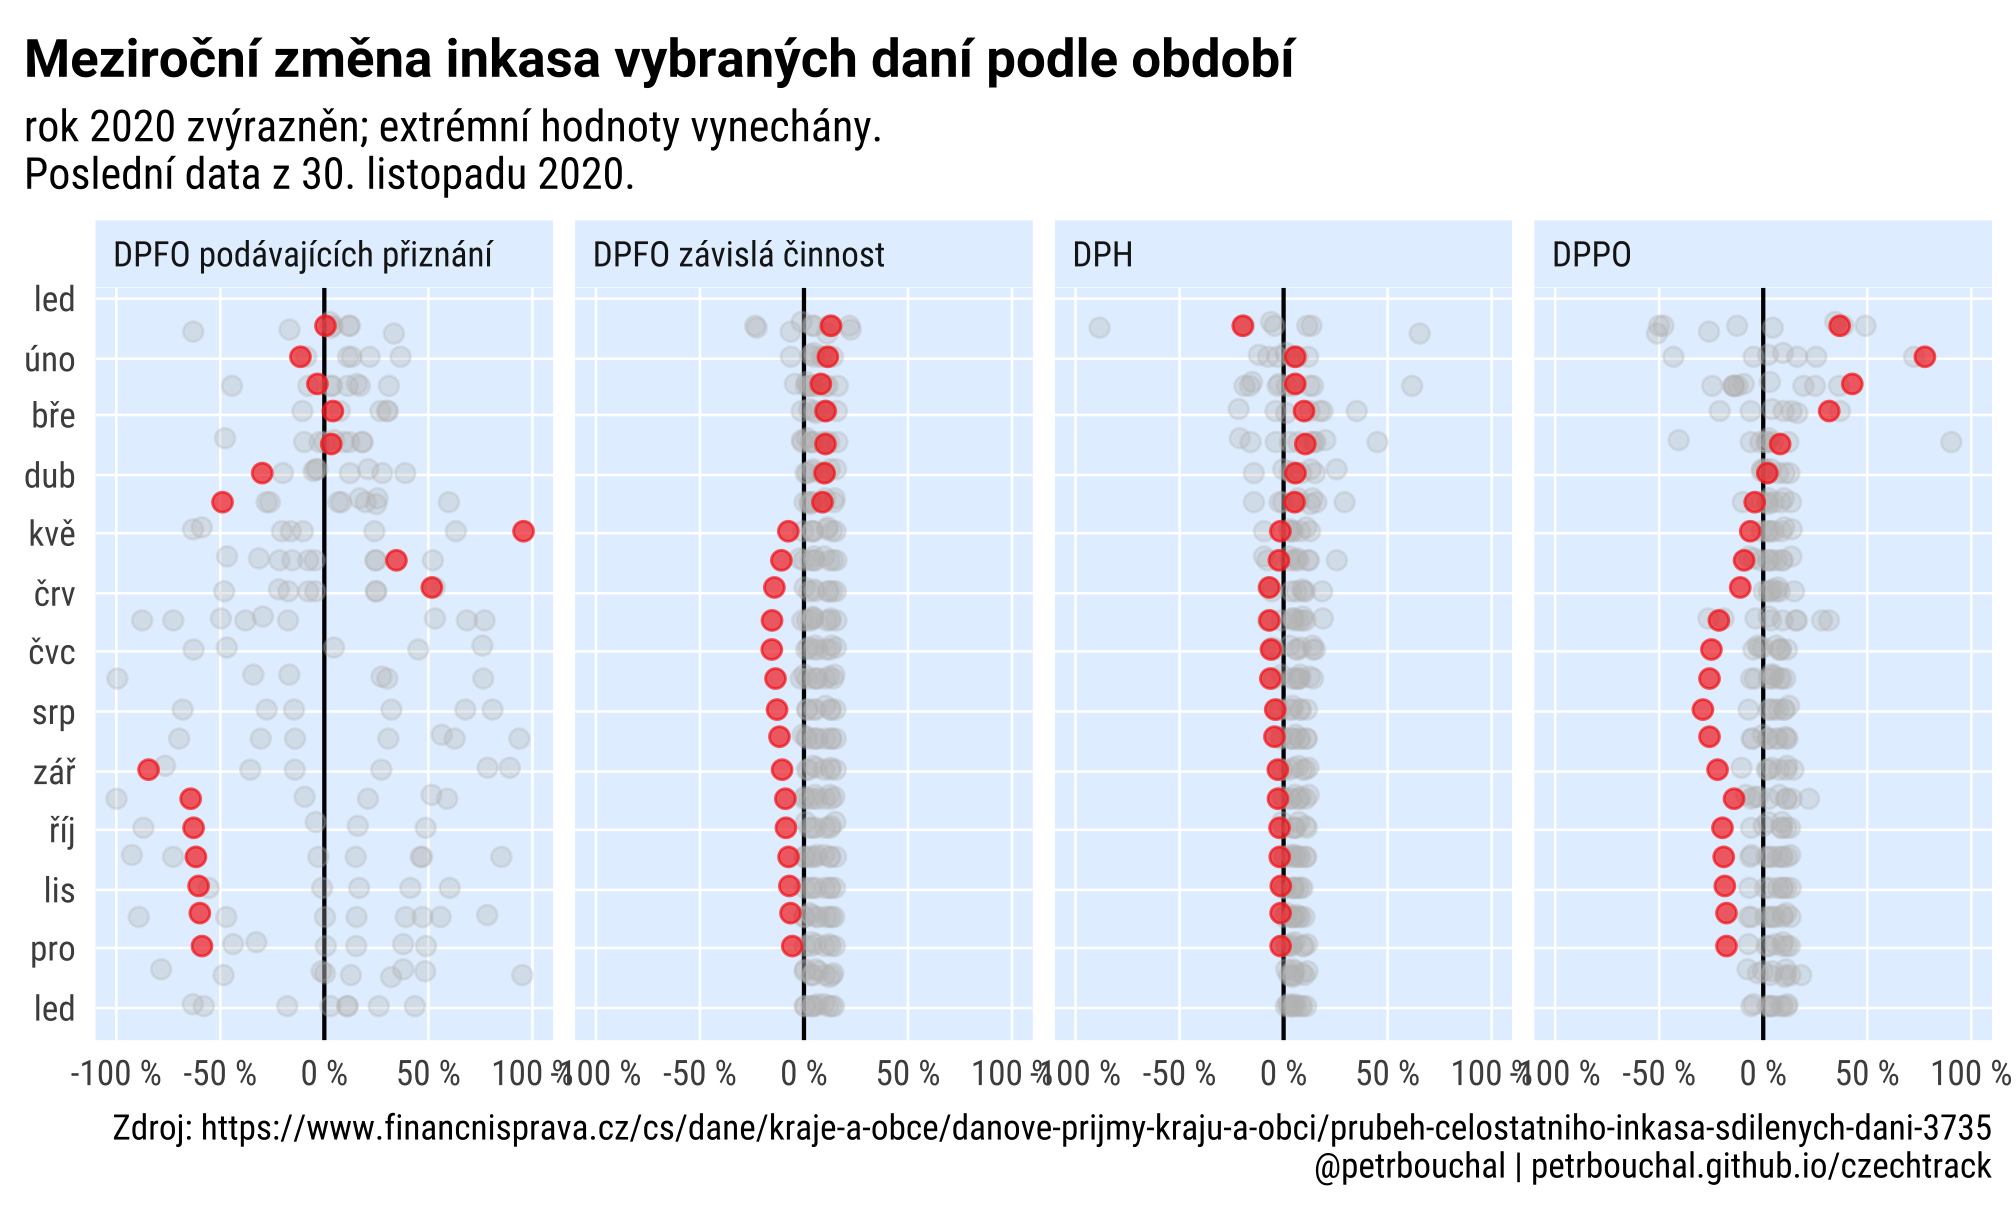 Meziroční změna inkasa vybraných daní podle období
rok 2020 zvýrazněn; extrémní hodnoty vynechány.
Poslední data z 30. listopadu 2020.
DPFO podávajících přiznání
DPFO závislá činnost
DPH
DPPO
led
úno
bře
dub
kvě
črv
čvc
srp
zář
říj
lis
pro
led
-100 % -50 % 0 % 50 % 100 %
-100 % -50 % 0 % 50 % 100 %
-100 % -50 % 0 % 50 % 100 %
-100 % -50 % 0 % 50 % 100 %
Zdroj: https://www.financnisprava.cz/cs/dane/kraje-a-obce/danove-prijmy-kraju-a-obci/prubeh-celostatniho-inkasa-sdilenych-dani-3735
@petrbouchal | petrbouchal.github.io/czechtrack